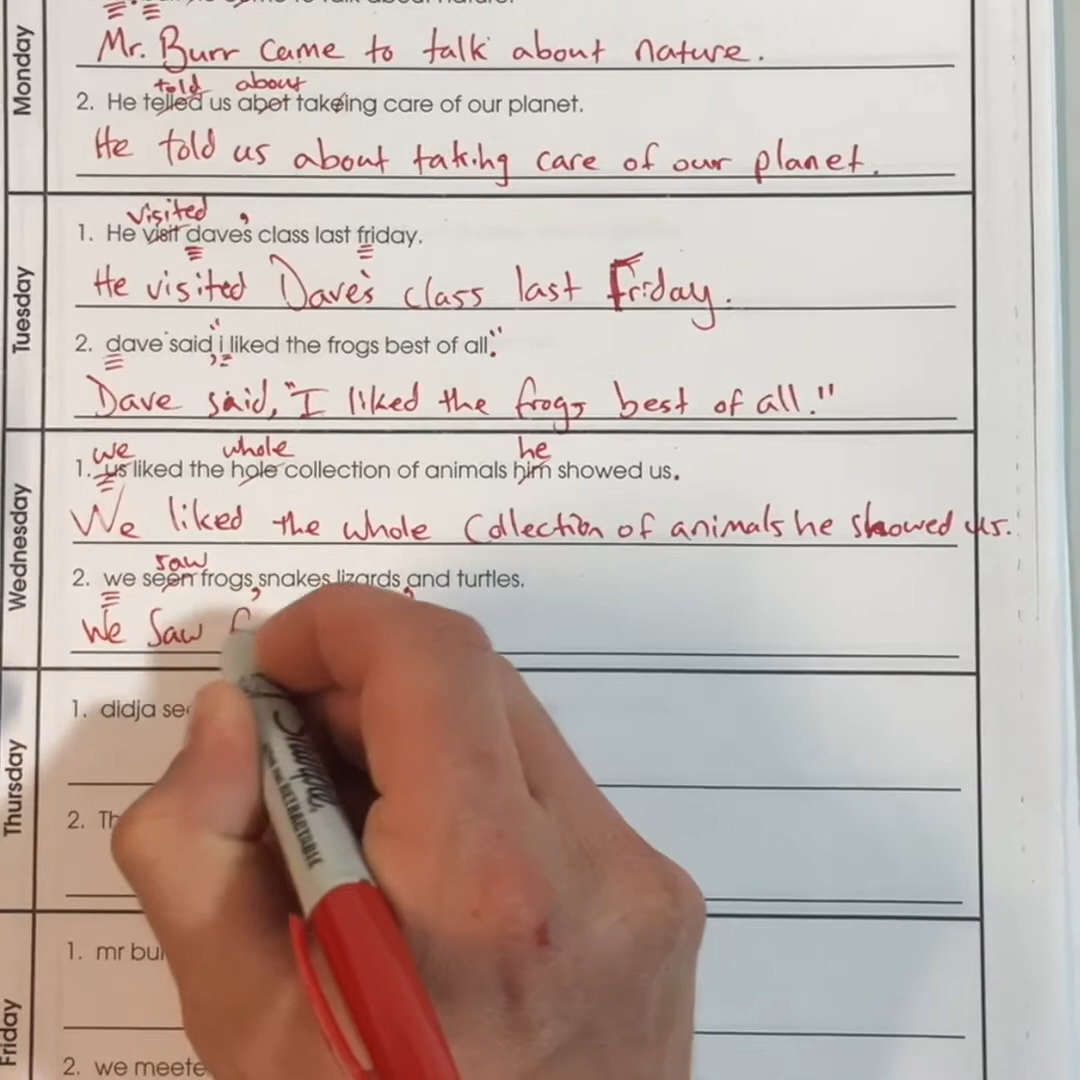 Monday
Mr. Burr came to talk about nature.
told about
2. He telled us abot takeing care of our planet.
He told us about taking care of our planet.
Tuesday
visited ,
1. He visit daves class last friday.
He visited Dave's class last Friday.
2. dave said, "i liked the frogs best of all."
Dave said, "I liked the frogs best of all."
Wednesday
we whole he
1. us liked the hole collection of animals him showed us.
We liked the whole Collection of animals he showed us.
saw
2. we seen frogs, snakes lizards, and turtles.
We Saw
Thursday
1. didja
2.
Friday
1. mr
2. we
Sharpie
RETRACTABLE